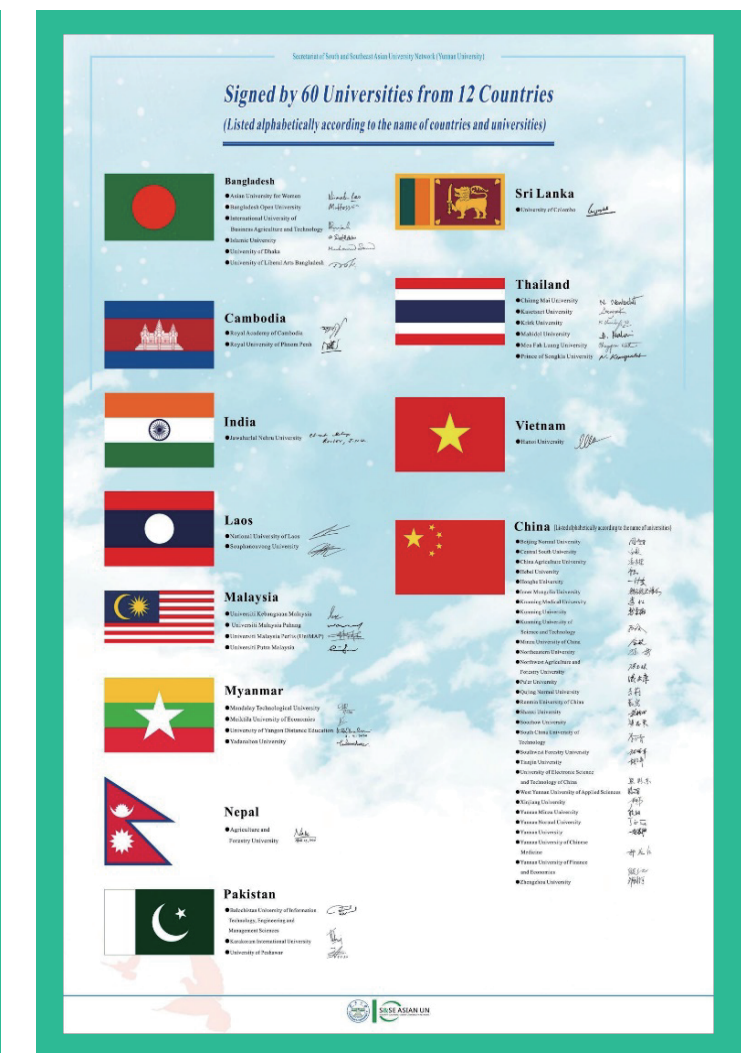 Secretariat of South and Southeast Asian University Network (Yunnan University)
Signed by 60 Universities from 12 Countries
(Listed alphabetically according to the name of countries and universities)
Bangladesh
●Asian University for Women
●Bangladesh Open University
●International University of
Business Agriculture and Technology
●Islamic University
●University of Dhaka
●University of Liberal Arts Bangladesh
Cambodia
●Royal Academy of Cambodia
●Royal University of Phnom Penh
India
●Jawaharlal Nehru University
Laos
●National University of Laos
●Souphanouvong University
Malaysia
●Universiti Kebangsaan Malaysia
●Universiti Malaysia Pahang
●Universiti Malaysia Perlis (UniMAP)
●Universiti Putra Malaysia
Myanmar
●Mandalay Technological University
●Meiktila University of Economics
●University of Yangon Distance Education
●Yadanabon University
Nepal
●Agriculture and
Forestry University
Pakistan
●Balochistan University of Information
Technology, Engineering and
Management Sciences
●Karakoram International University
●University of Peshawar
Sri Lanka
●University of Colombo
Thailand
●Chiang Mai University
●Kasetsart University
●Krirk University
●Mahidol University
●Mea Fah Luang University
●Prince of Songkla University
Vietnam
●Hanoi University
China (Listed alphabetically according to the name of universities)
●Beijing Normal University
●Central South University
●China Agriculture University
●Hebei University
●Honghe University
●Inner Mongolia University
●Kunming Medical University
●Kunming University
●Kunming University of
Science and Technology
●Minzu University of China
●Northeastern University
●Northwest Agriculture and
Forestry University
●Pu'er University
●Qujing Normal University
●Renmin University of China
●Shanxi University
●Soochow University
●South China University of
Technology
●Southwest Forestry University
●Tianjin University
●University of Electronic Science
and Technology of China
●West Yunnan University of Applied Sciences
●Xinjiang University
●Yunnan Minzu University
●Yunnan Normal University
●Yunnan University
●Yunnan University of Chinese
Medicine
●Yunnan University of Finance
and Economics
●Zhengzhou University
S&SE ASIAN UN